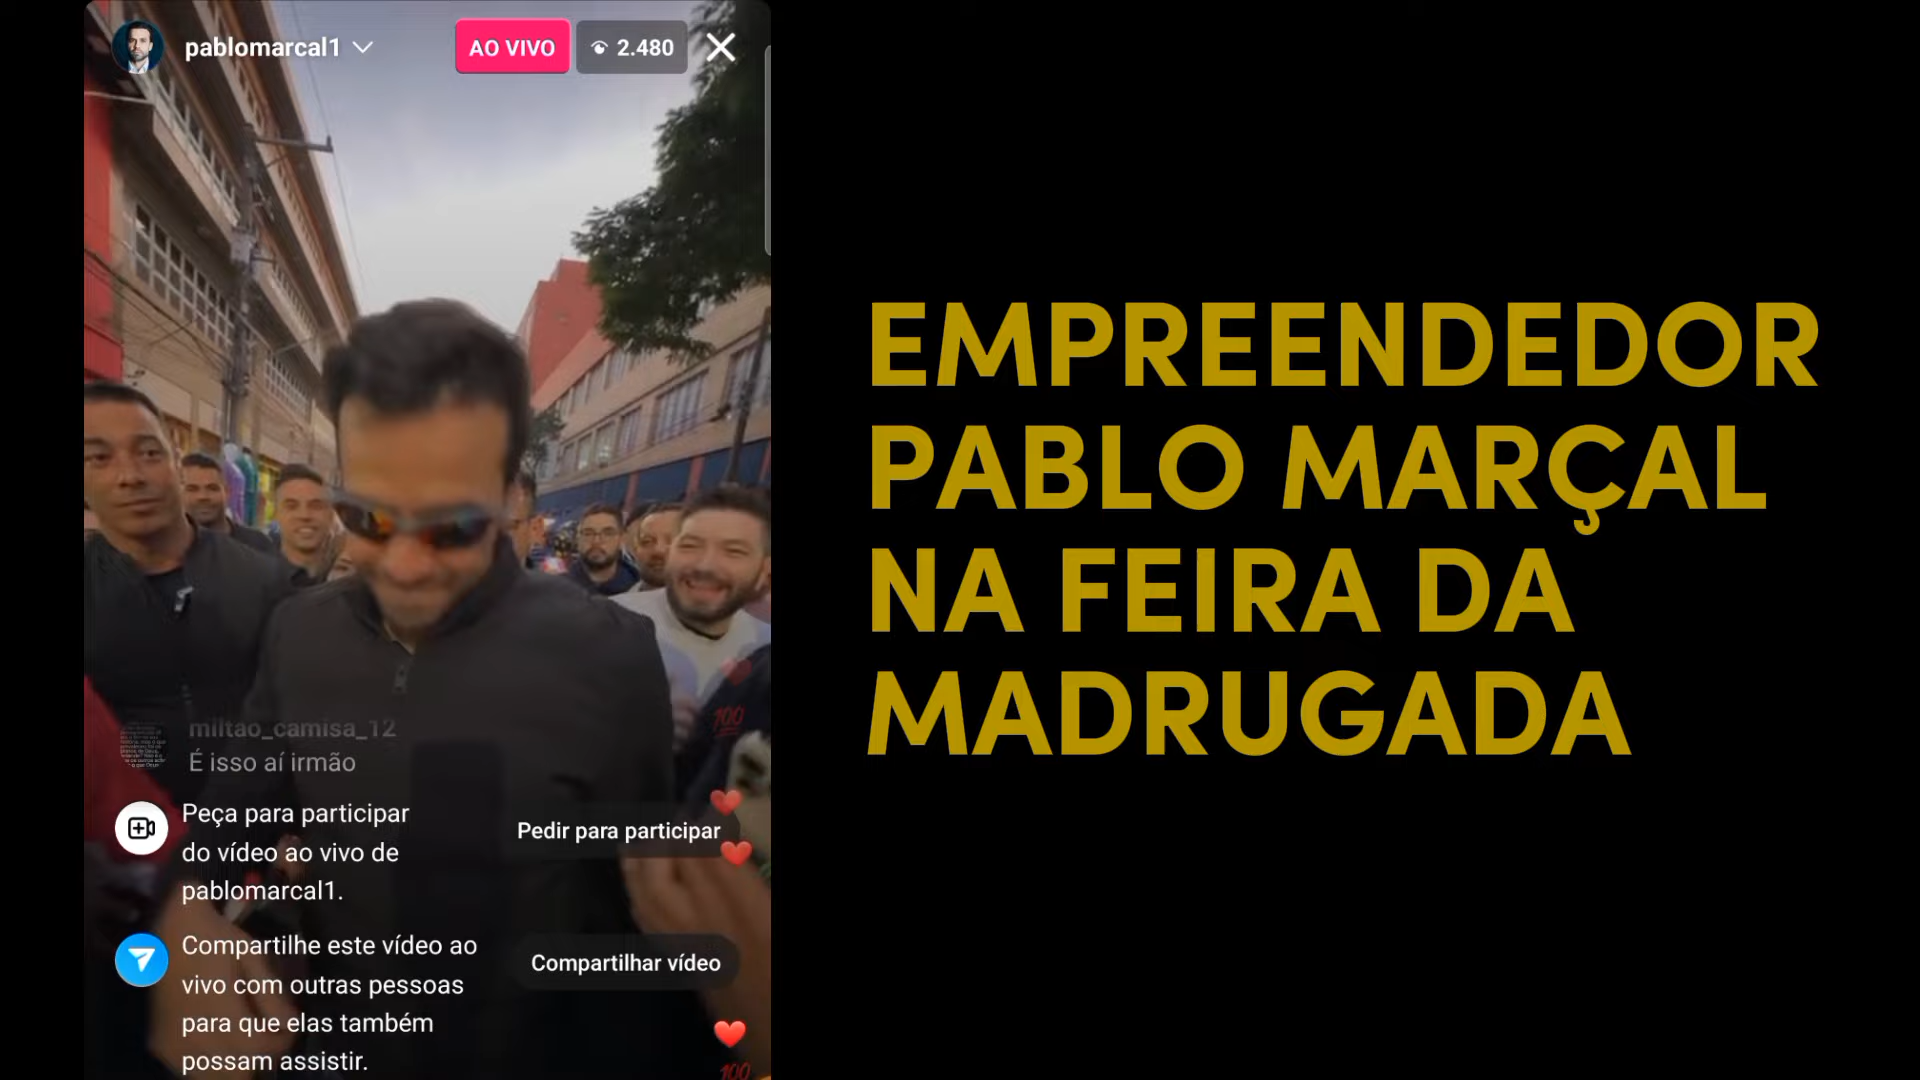 pablomarcal1
AO VIVO
2.480
miltao_camisa_12
É isso aí irmão
Peça para participar
do vídeo ao vivo de
pablomarcal1.
Pedir para participar
Compartilhe este vídeo ao
vivo com outras pessoas
para que elas também
possam assistir.
Compartilhar vídeo
100
100
EMPREENDEDOR
PABLO MARÇAL
NA FEIRA DA
MADRUGADA